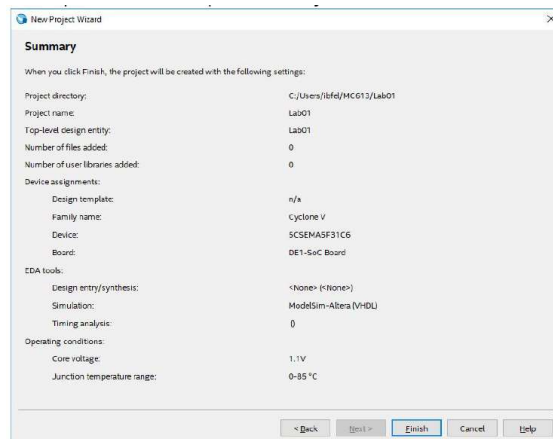 New Project Wizard
Summary
When you click Finish, the project will be created with the following settings:
Project directory: C:/Users/ibfel/MC613/Lab01
Project name: Lab01
Top-level design entity: Lab01
Number of files added: 0
Number of user libraries added: 0
Device assignments:
Design template: n/a
Family name: Cyclone V
Device: 5CSEMA5F31C6
Board: DE1-SoC Board
EDA tools:
Design entry/synthesis: <None> (<None>)
Simulation: ModelSim-Altera (VHDL)
Timing analysis: ()
Operating conditions:
Core voltage: 1.1V
Junction temperature range: 0-85 °C
< Back Next > Finish Cancel Help